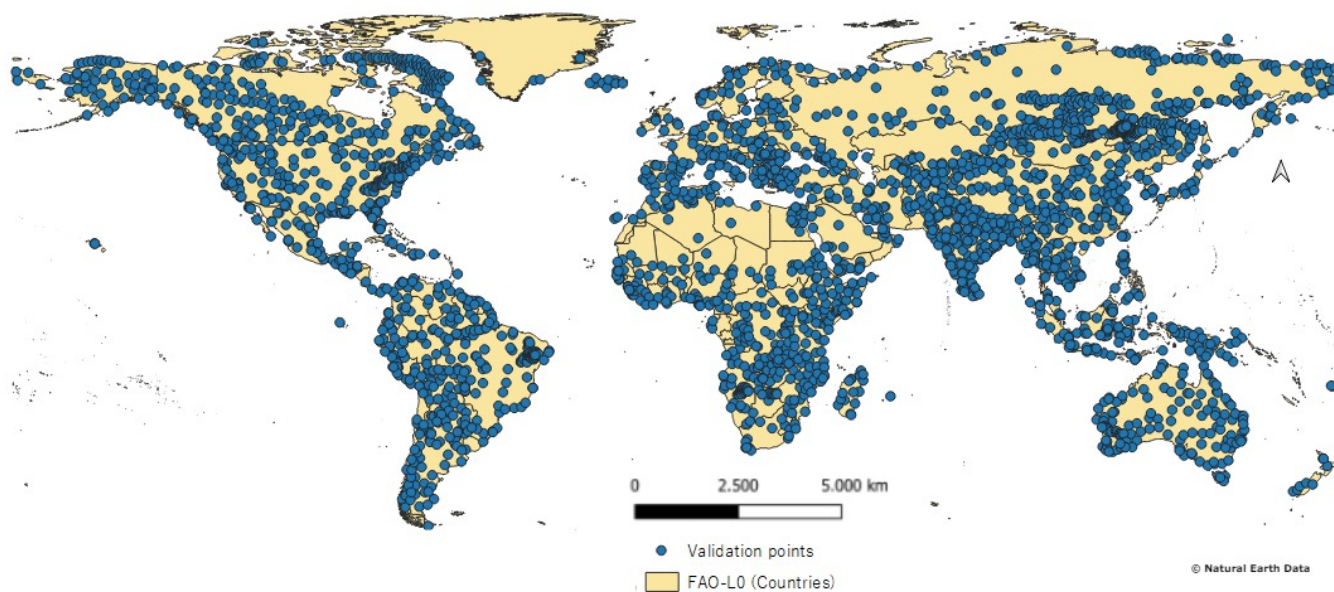 0 2.500 5.000 km
Validation points
FAO-L0 (Countries)
© Natural Earth Data